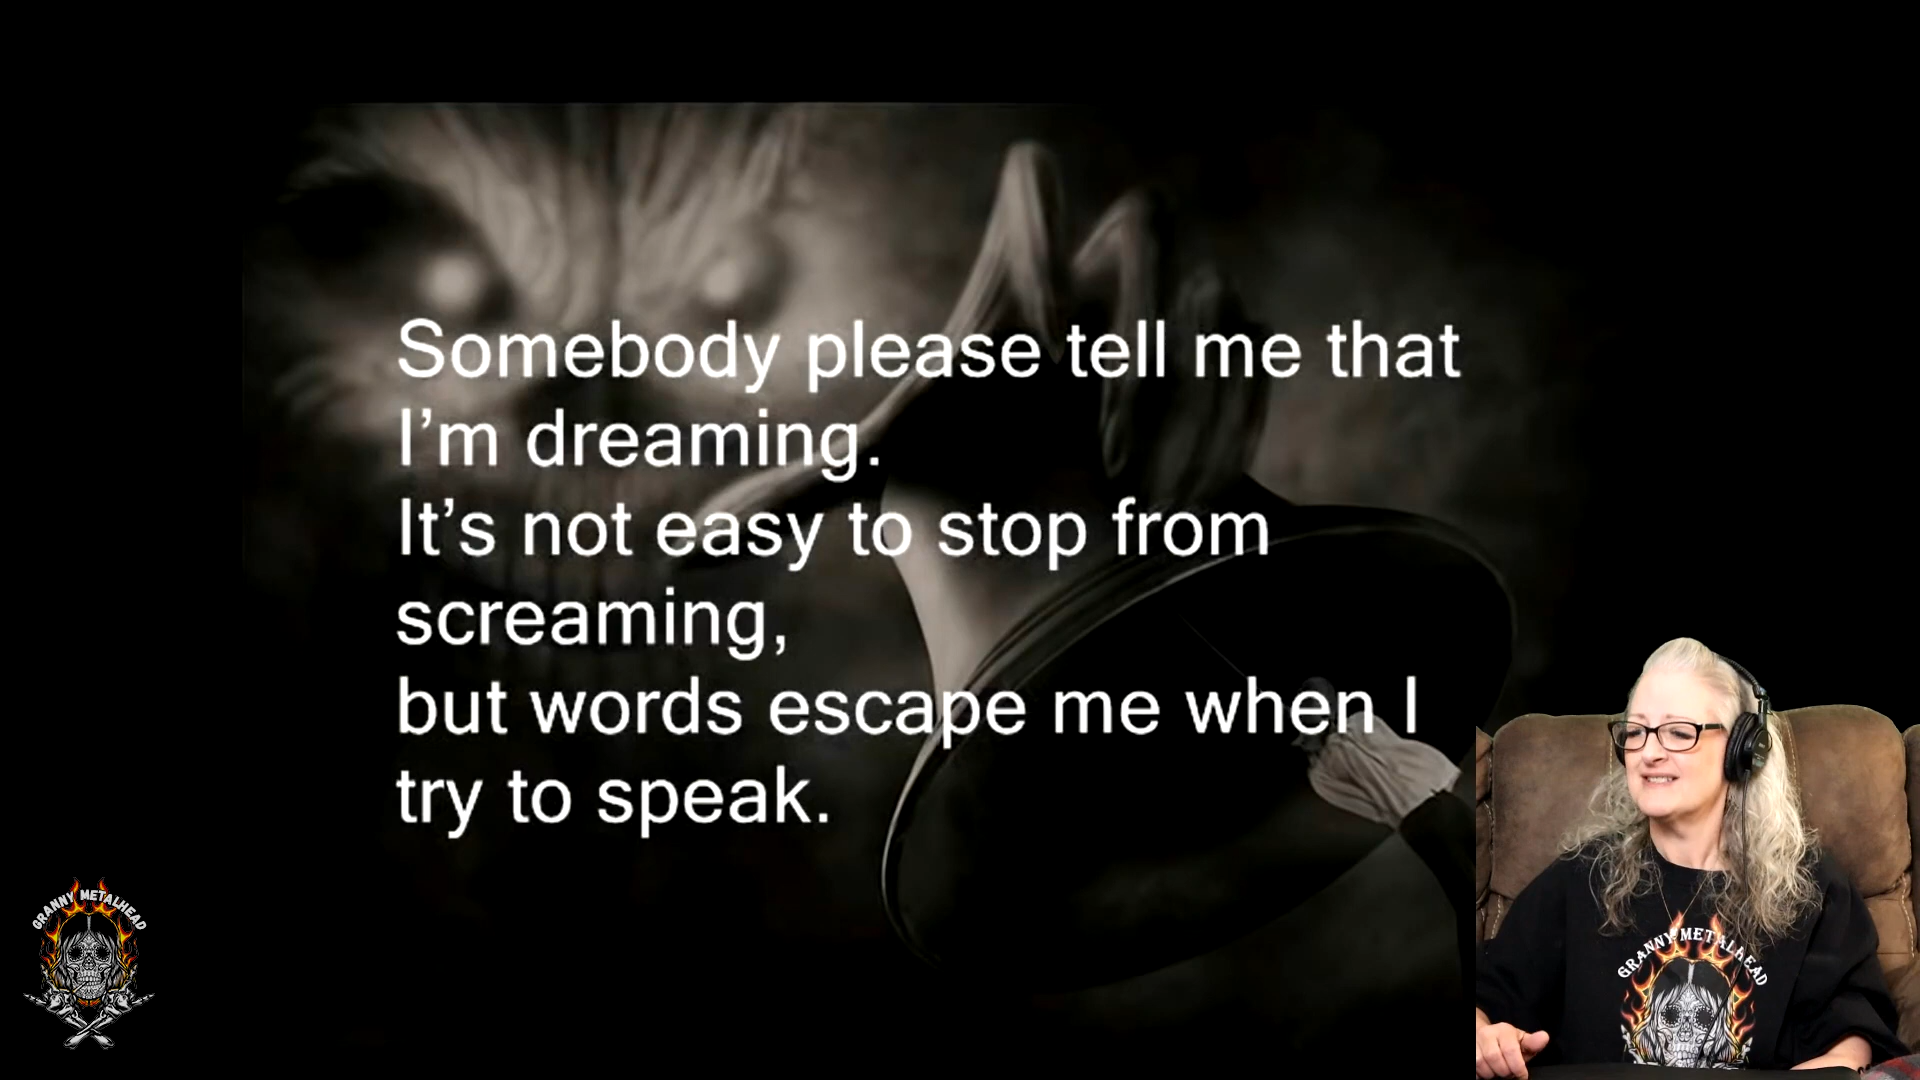 Somebody please tell me that
I’m dreaming.
It’s not easy to stop from
screaming,
but words escape me when I
try to speak.
GRANNY METALHEAD
GRANNY METALHEAD